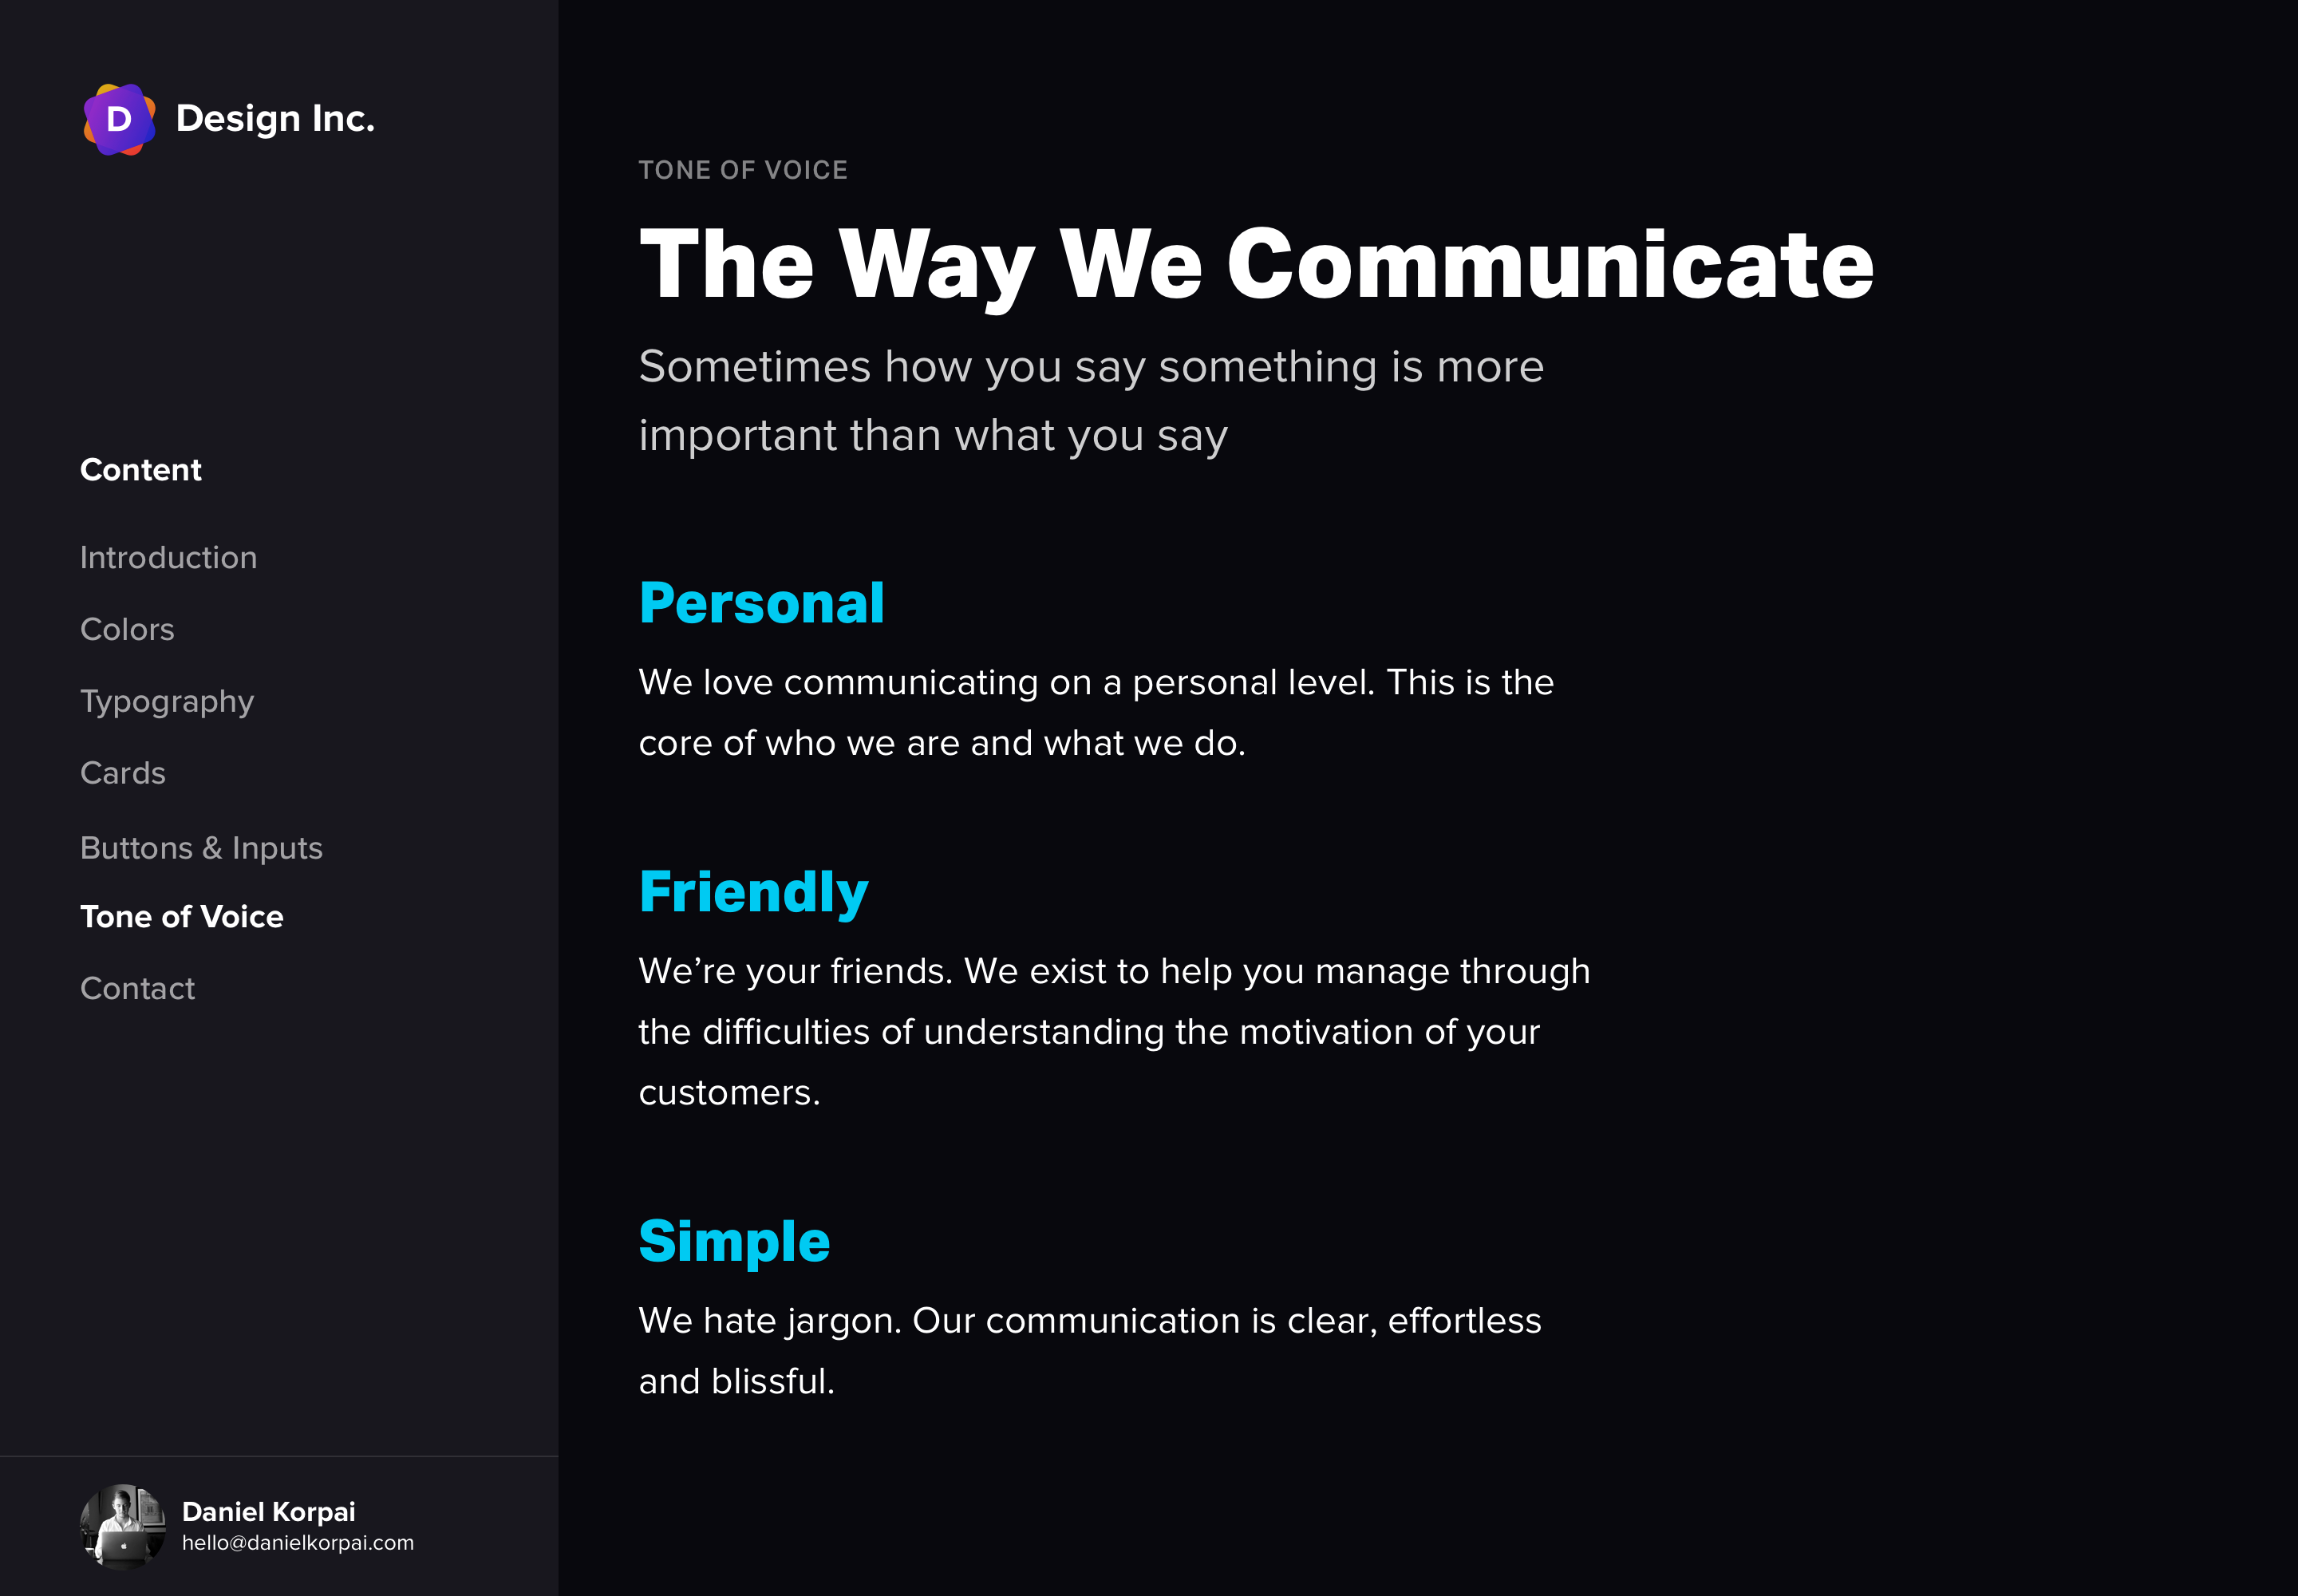 D
Design Inc.
Content
Introduction
Colors
Typography
Cards
Buttons & Inputs
Tone of Voice
Contact
Daniel Korpai
hello@danielkorpai.com
TONE OF VOICE
The Way We Communicate
Sometimes how you say something is more
important than what you say
Personal
We love communicating on a personal level. This is the
core of who we are and what we do.
Friendly
We’re your friends. We exist to help you manage through
the difficulties of understanding the motivation of your
customers.
Simple
We hate jargon. Our communication is clear, effortless
and blissful.